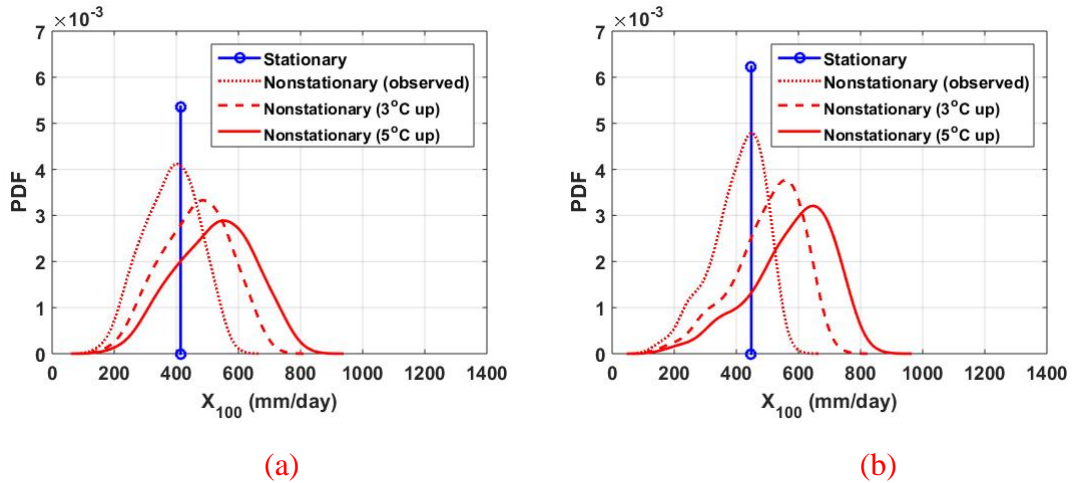 ×10⁻³
7
6
5
4
3
2
1
0
PDF
Stationary
Nonstationary (observed)
Nonstationary (3°C up)
Nonstationary (5°C up)
0 200 400 600 800 1000 1200 1400
X₁₀₀ (mm/day)
(a)
×10⁻³
7
6
5
4
3
2
1
0
PDF
Stationary
Nonstationary (observed)
Nonstationary (3°C up)
Nonstationary (5°C up)
0 200 400 600 800 1000 1200 1400
X₁₀₀ (mm/day)
(b)